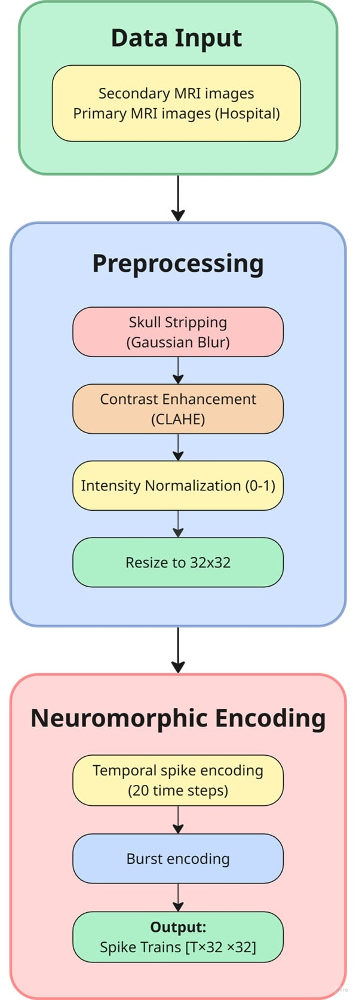 Data Input
Secondary MRI images
Primary MRI images (Hospital)
Preprocessing
Skull Stripping
(Gaussian Blur)
Contrast Enhancement
(CLAHE)
Intensity Normalization (0-1)
Resize to 32x32
Neuromorphic Encoding
Temporal spike encoding
(20 time steps)
Burst encoding
Output:
Spike Trains [T×32 ×32]
miro